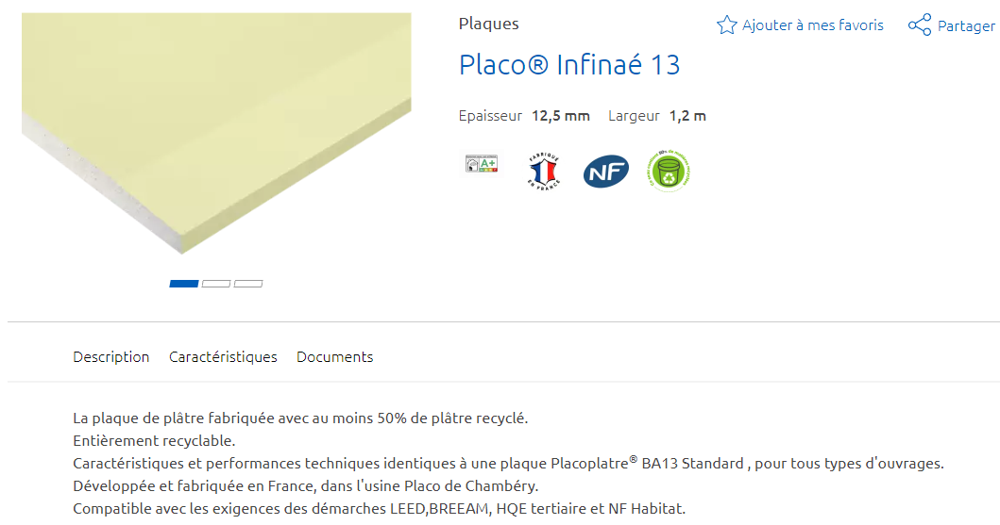 Plaques
Ajouter à mes favoris
Partager
Placo® Infinaé 13
Epaisseur 12,5 mm Largeur 1,2 m
A+
FABRIQUÉ
EN FRANCE
NF
Description Caractéristiques Documents
La plaque de plâtre fabriquée avec au moins 50% de plâtre recyclé.
Entièrement recyclable.
Caractéristiques et performances techniques identiques à une plaque Placoplatre® BA13 Standard , pour tous types d'ouvrages.
Développée et fabriquée en France, dans l'usine Placo de Chambéry.
Compatible avec les exigences des démarches LEED,BREEAM, HQE tertiaire et NF Habitat.